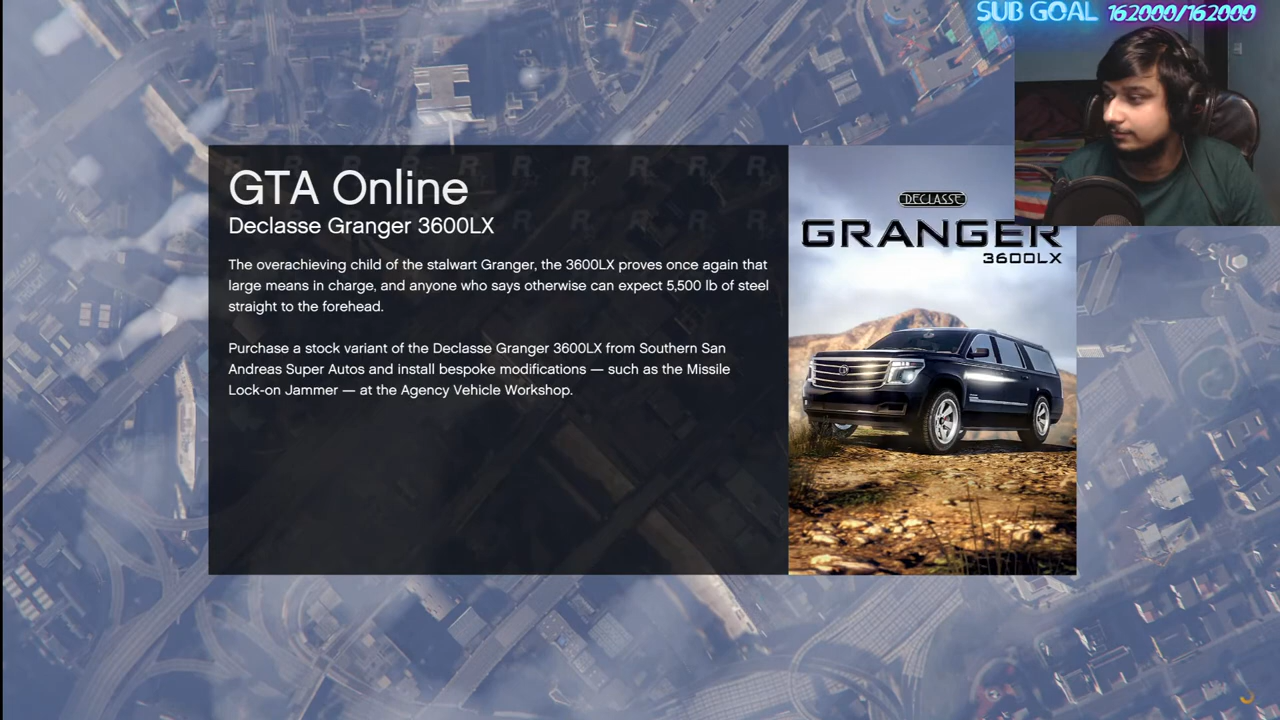 SUB GOAL 162000/162000
GTA Online
Declasse Granger 3600LX
The overachieving child of the stalwart Granger, the 3600LX proves once again that
large means in charge, and anyone who says otherwise can expect 5,500 lb of steel
straight to the forehead.
Purchase a stock variant of the Declasse Granger 3600LX from Southern San
Andreas Super Autos and install bespoke modifications — such as the Missile
Lock-on Jammer — at the Agency Vehicle Workshop.
DECLASSE
GRANGER
3600LX